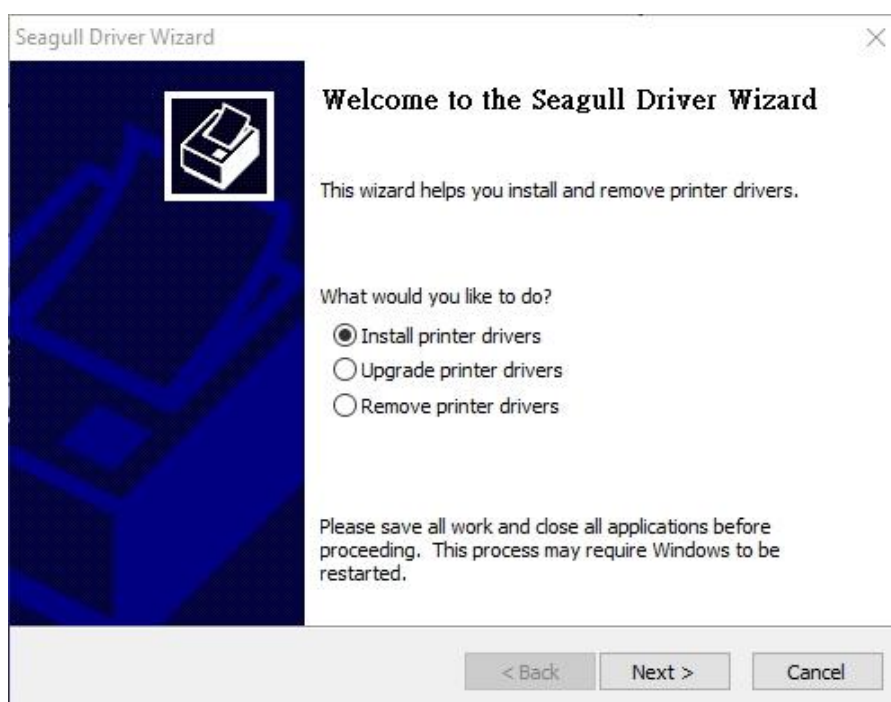 Seagull Driver Wizard
Welcome to the Seagull Driver Wizard
This wizard helps you install and remove printer drivers.
What would you like to do?
Install printer drivers
Upgrade printer drivers
Remove printer drivers
Please save all work and close all applications before
proceeding.  This process may require Windows to be
restarted.
< Back
Next >
Cancel